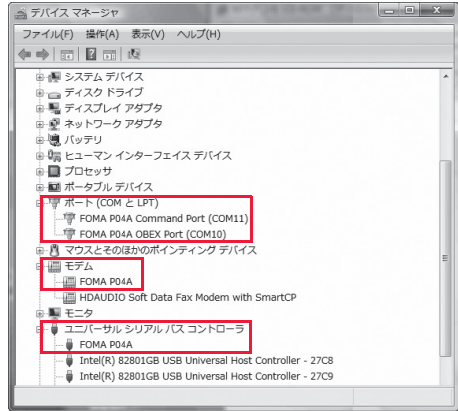 デバイス マネージャ
ファイル(F) 操作(A) 表示(V) ヘルプ(H)
システム デバイス
ディスク ドライブ
ディスプレイ アダプタ
ネットワーク アダプタ
バッテリ
ヒューマン インターフェイス デバイス
プロセッサ
ポータブル デバイス
ポート (COM と LPT)
FOMA P04A Command Port (COM11)
FOMA P04A OBEX Port (COM10)
マウスとそのほかのポインティング デバイス
モデム
FOMA P04A
HDAUDIO Soft Data Fax Modem with SmartCP
モニタ
ユニバーサル シリアル バス コントローラ
FOMA P04A
Intel(R) 82801GB USB Universal Host Controller - 27C8
Intel(R) 82801GB USB Universal Host Controller - 27C9